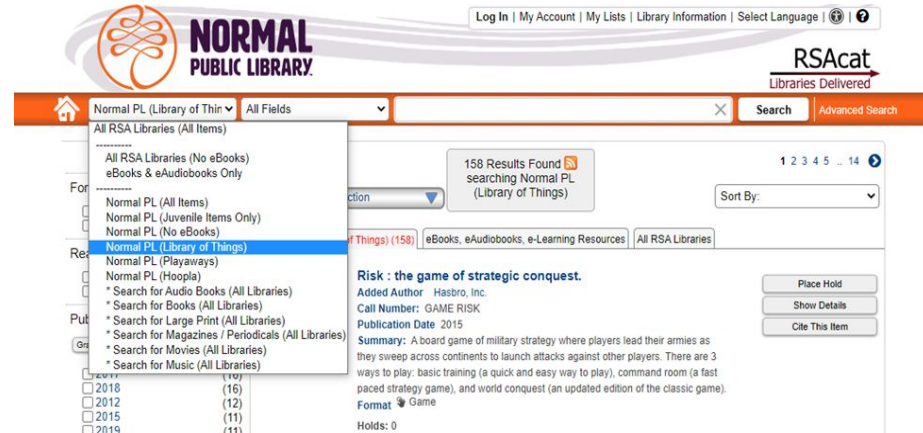 Log In | My Account | My Lists | Library Information | Select Language
NORMAL
PUBLIC LIBRARY
RSAcat
Libraries Delivered
Normal PL (Library of Thin
All Fields
Search
Advanced Search
All RSA Libraries (All Items)
----------
All RSA Libraries (No eBooks)
eBooks & eAudiobooks Only
----------
Normal PL (All Items)
Normal PL (Juvenile Items Only)
Normal PL (No eBooks)
Normal PL (Library of Things)
Normal PL (Playaways)
Normal PL (Hoopla)
* Search for Audio Books (All Libraries)
* Search for Books (All Libraries)
* Search for Large Print (All Libraries)
* Search for Magazines / Periodicals (All Libraries)
* Search for Movies (All Libraries)
* Search for Music (All Libraries)
158 Results Found
searching Normal PL
(Library of Things)
1 2 3 4 5 .. 14
Sort By:
of Things) (158)
eBooks, eAudiobooks, e-Learning Resources
All RSA Libraries
Risk : the game of strategic conquest.
Added Author Hasbro, Inc.
Call Number: GAME RISK
Publication Date 2015
Summary: A board game of military strategy where players lead their armies as
they sweep across continents to launch attacks against other players. There are 3
ways to play: basic training (a quick and easy way to play), command room (a fast
paced strategy game), and world conquest (an updated edition of the classic game).
Format Game
Holds: 0
Place Hold
Show Details
Cite This Item
2018 (16)
2012 (12)
2015 (11)
2019 (11)